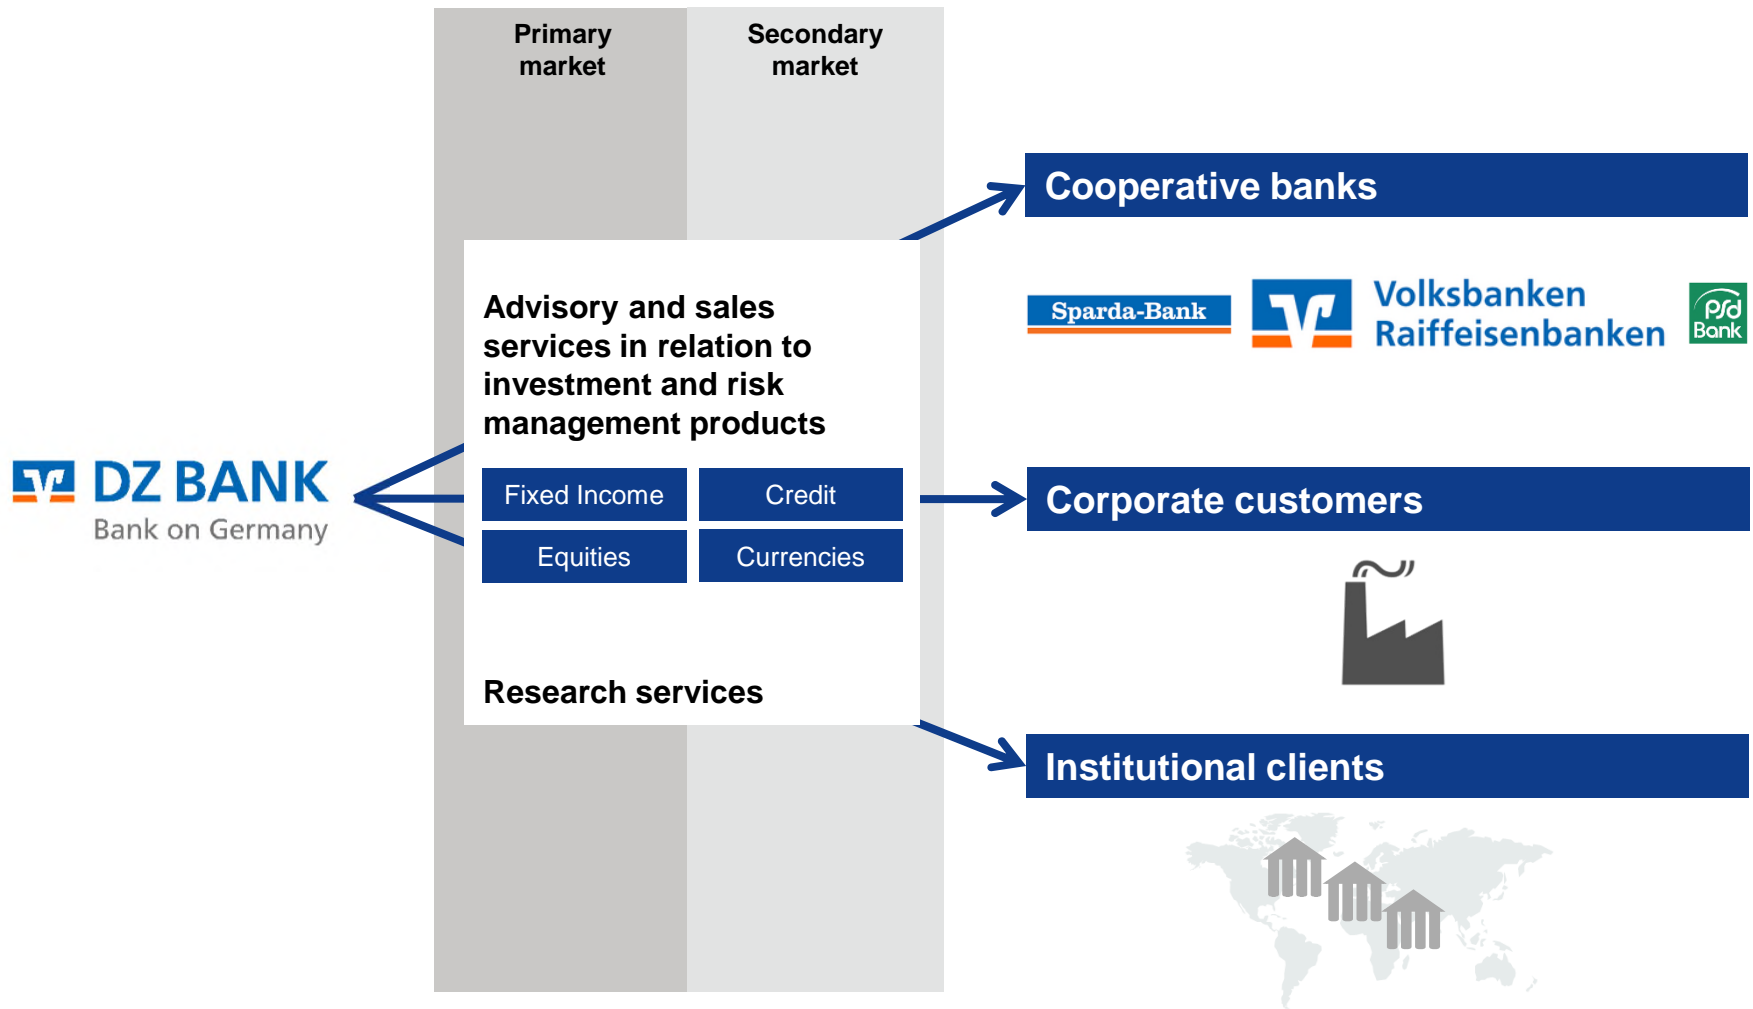 Primary
market
Secondary
market
Cooperative banks
Sparda-Bank
Volksbanken
Raiffeisenbanken
PSd
Bank
Advisory and sales
services in relation to
investment and risk
management products
DZ BANK
Bank on Germany
Fixed Income
Credit
Equities
Currencies
Corporate customers
Research services
Institutional clients